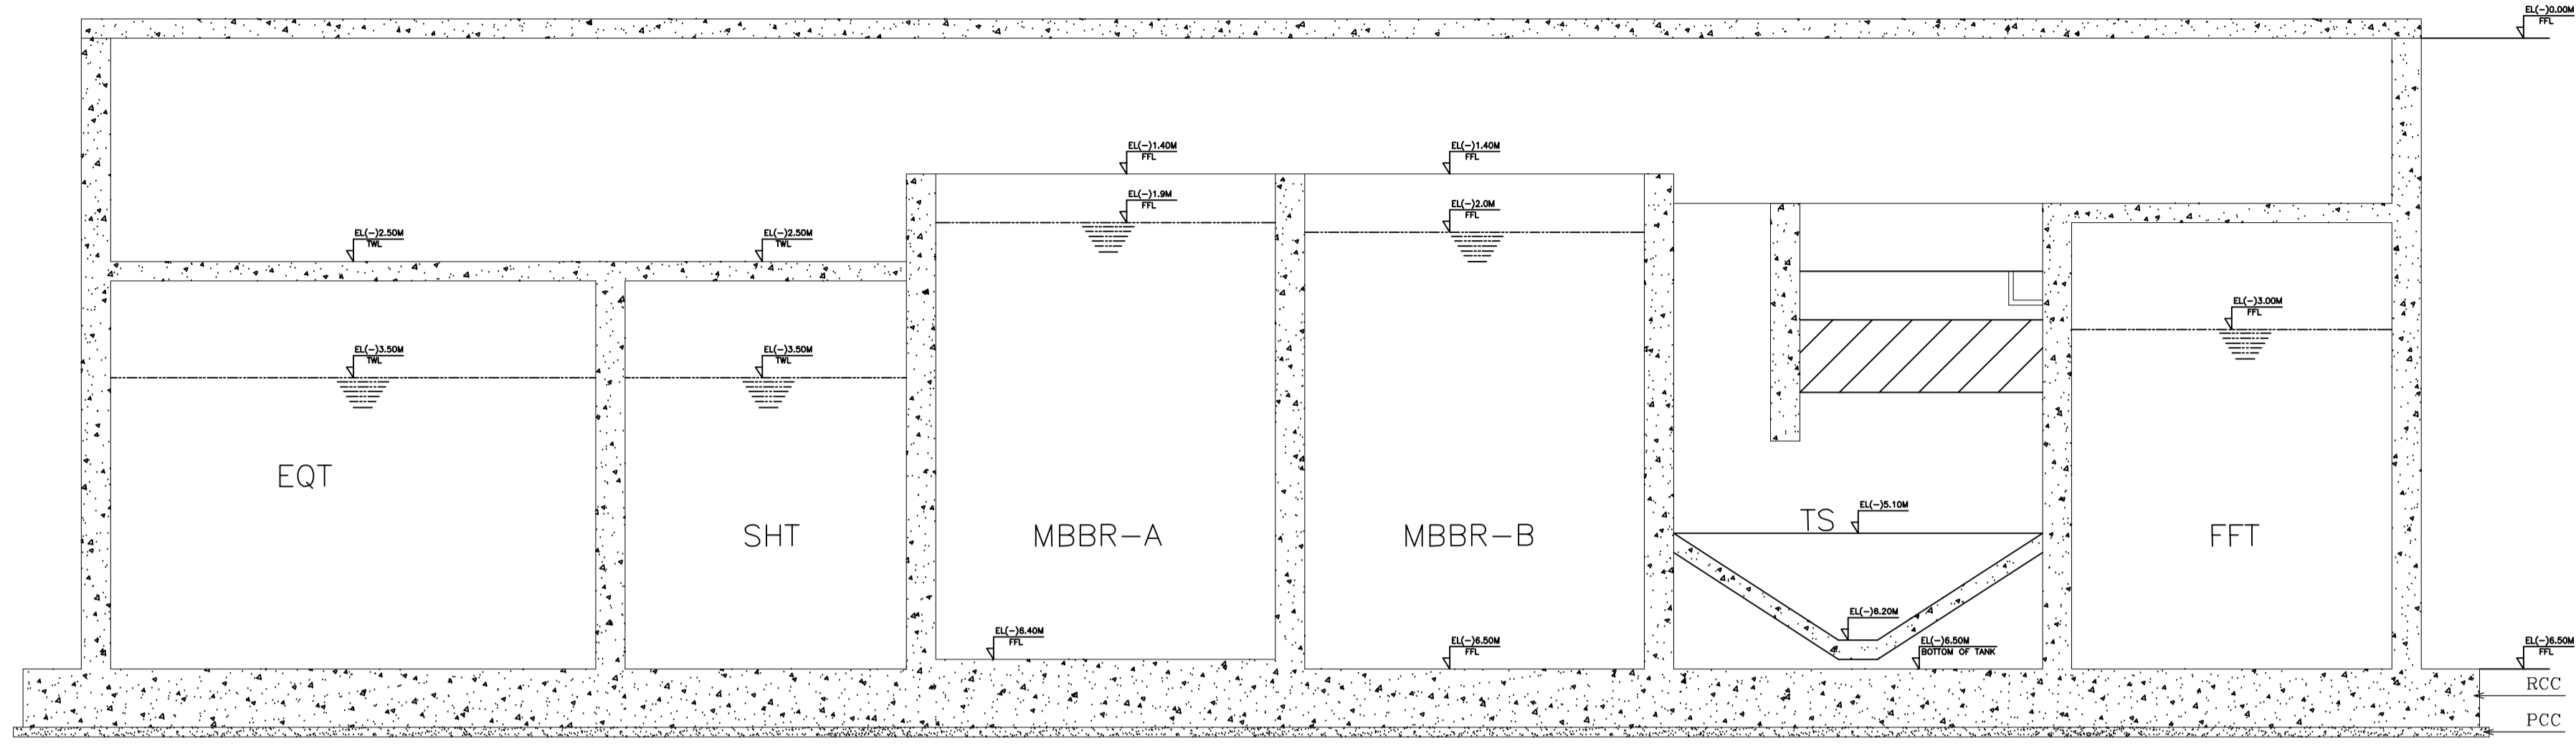 EL(-)0.00M
FFL
EL(-)1.40M
FFL
EL(-)1.40M
FFL
EL(-)1.9M
FFL
EL(-)2.0M
FFL
EL(-)2.50M
TWL
EL(-)2.50M
TWL
EL(-)3.00M
FFL
EL(-)3.50M
TWL
EL(-)3.50M
TWL
EQT
SHT
MBBR-A
MBBR-B
TS
EL(-)5.10M
FFT
EL(-)6.20M
EL(-)6.40M
FFL
EL(-)6.50M
FFL
EL(-)6.50M
BOTTOM OF TANK
EL(-)6.50M
FFL
RCC
PCC